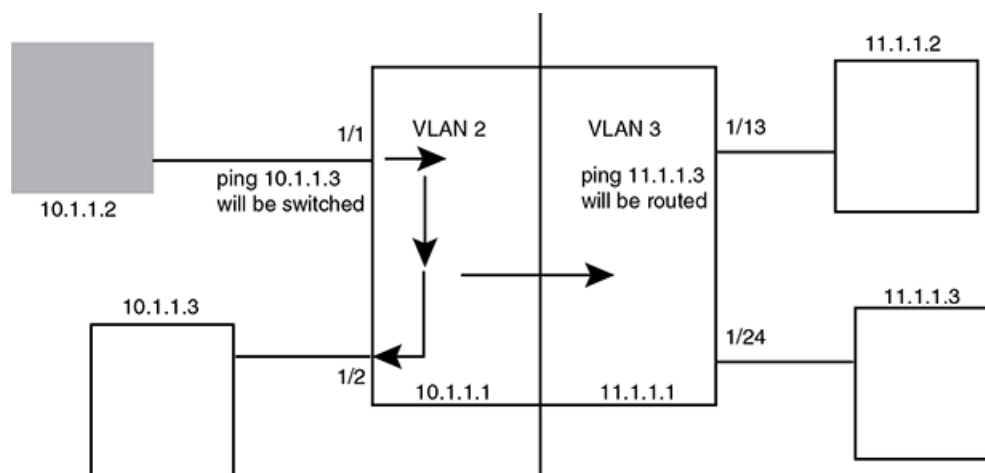 11.1.1.2
1/1
VLAN 2
VLAN 3
1/13
ping 10.1.1.3
will be switched
ping 11.1.1.3
will be routed
10.1.1.2
10.1.1.3
11.1.1.3
1/24
1/2
10.1.1.1
11.1.1.1